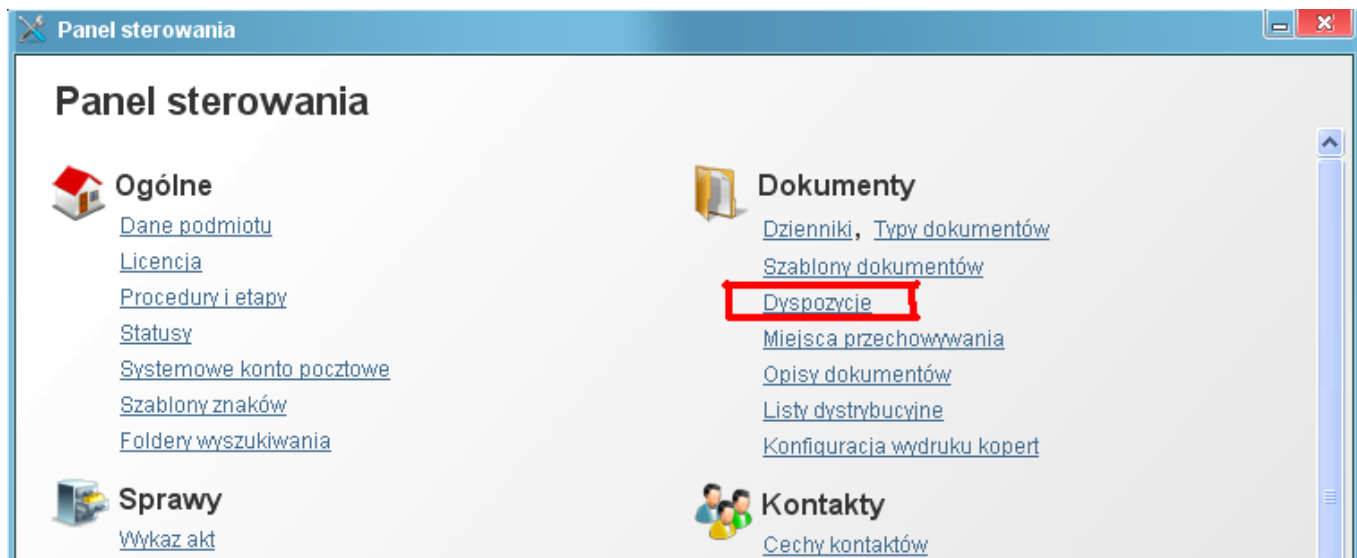 Panel sterowania
Panel sterowania
Ogólne
Dane podmiotu
Licencja
Procedury i etapy
Statusy
Systemowe konto pocztowe
Szablony znaków
Foldery wyszukiwania
Dokumenty
Dzienniki, Typy dokumentów
Szablony dokumentów
Dyspozycje
Miejsca przechowywania
Opisy dokumentów
Listy dystrybucyjne
Konfiguracja wydruku kopert
Sprawy
Wykaz akt
Kontakty
Cechy kontaktów